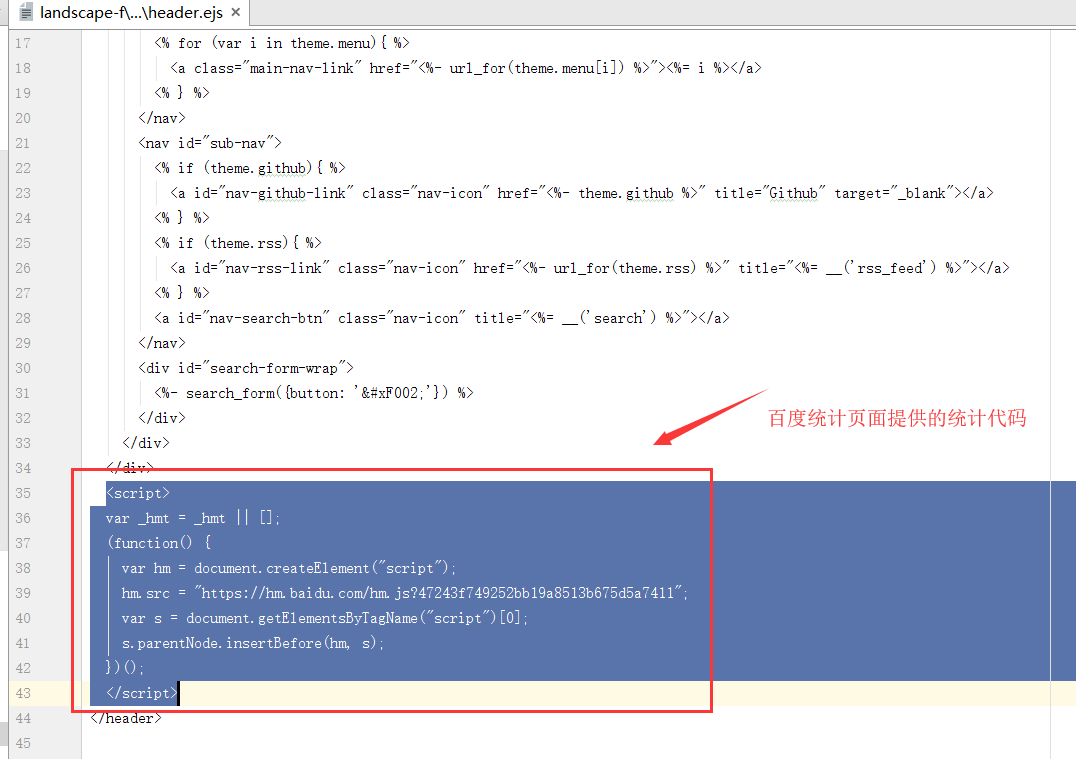 landscape-f\...\header.ejs ×
17 <% for (var i in theme.menu){ %>
18 <a class="main-nav-link" href="<%- url_for(theme.menu[i]) %>"><%= i %></a>
19 <% } %>
20 </nav>
21 <nav id="sub-nav">
22 <% if (theme.github){ %>
23 <a id="nav-github-link" class="nav-icon" href="<%- theme.github %>" title="Github" target="_blank"></a>
24 <% } %>
25 <% if (theme.rss){ %>
26 <a id="nav-rss-link" class="nav-icon" href="<%- url_for(theme.rss) %>" title="<%= __('rss_feed') %>"></a>
27 <% } %>
28 <a id="nav-search-btn" class="nav-icon" title="<%= __('search') %>"></a>
29 </nav>
30 <div id="search-form-wrap">
31 <%- search_form({button: '&#xF002;'}) %>
32 </div>
百度统计页面提供的统计代码
33 </div>
34 </div>
35 <script>
36 var _hmt = _hmt || [];
37 (function() {
38 var hm = document.createElement("script");
39 hm.src = "https://hm.baidu.com/hm.js?47243f749252bb19a8513b675d5a7411";
40 var s = document.getElementsByTagName("script")[0];
41 s.parentNode.insertBefore(hm, s);
42 })();
43 </script>
44 </header>
45